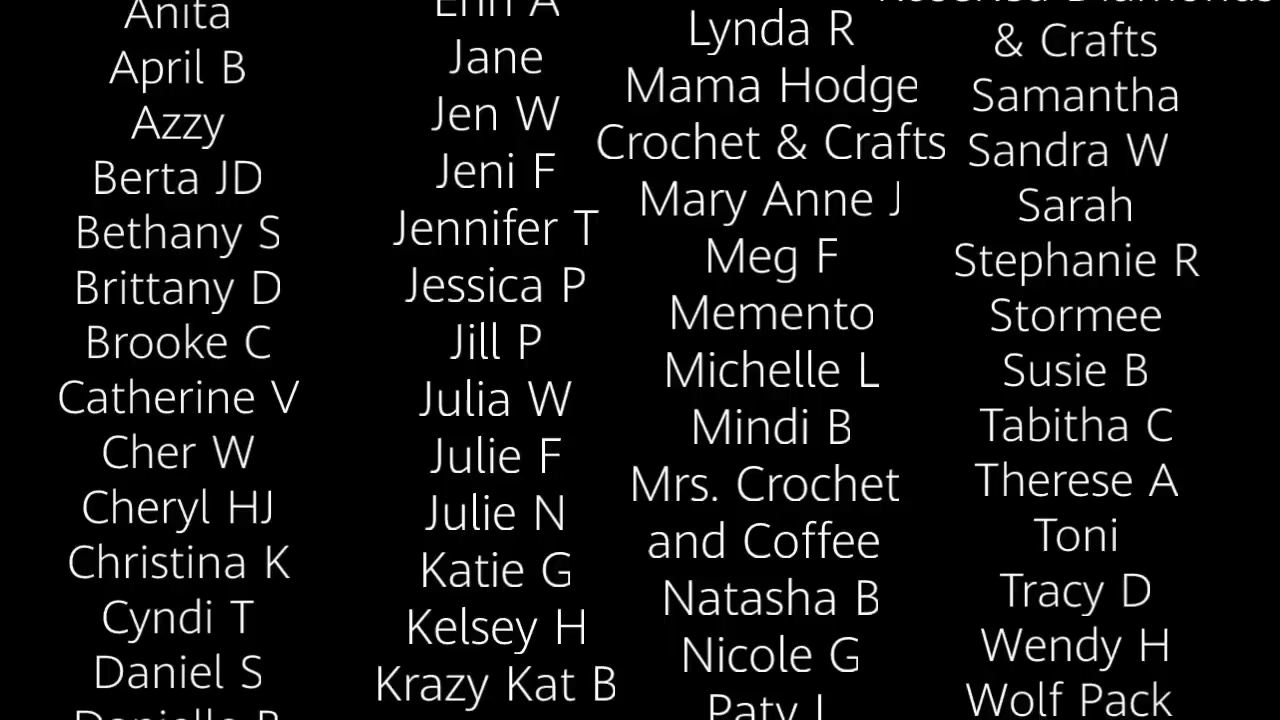 Anita
April B
Azzy
Berta JD
Bethany S
Brittany D
Brooke C
Catherine V
Cher W
Cheryl HJ
Christina K
Cyndi T
Daniel S
Erin A
Jane
Jen W
Jeni F
Jennifer T
Jessica P
Jill P
Julia W
Julie F
Julie N
Katie G
Kelsey H
Krazy Kat B
Lynda R
Mama Hodge
Crochet & Crafts
Mary Anne J
Meg F
Memento
Michelle L
Mindi B
Mrs. Crochet
and Coffee
Natasha B
Nicole G
Paty
& Crafts
Samantha
Sandra W
Sarah
Stephanie R
Stormee
Susie B
Tabitha C
Therese A
Toni
Tracy D
Wendy H
Wolf Pack